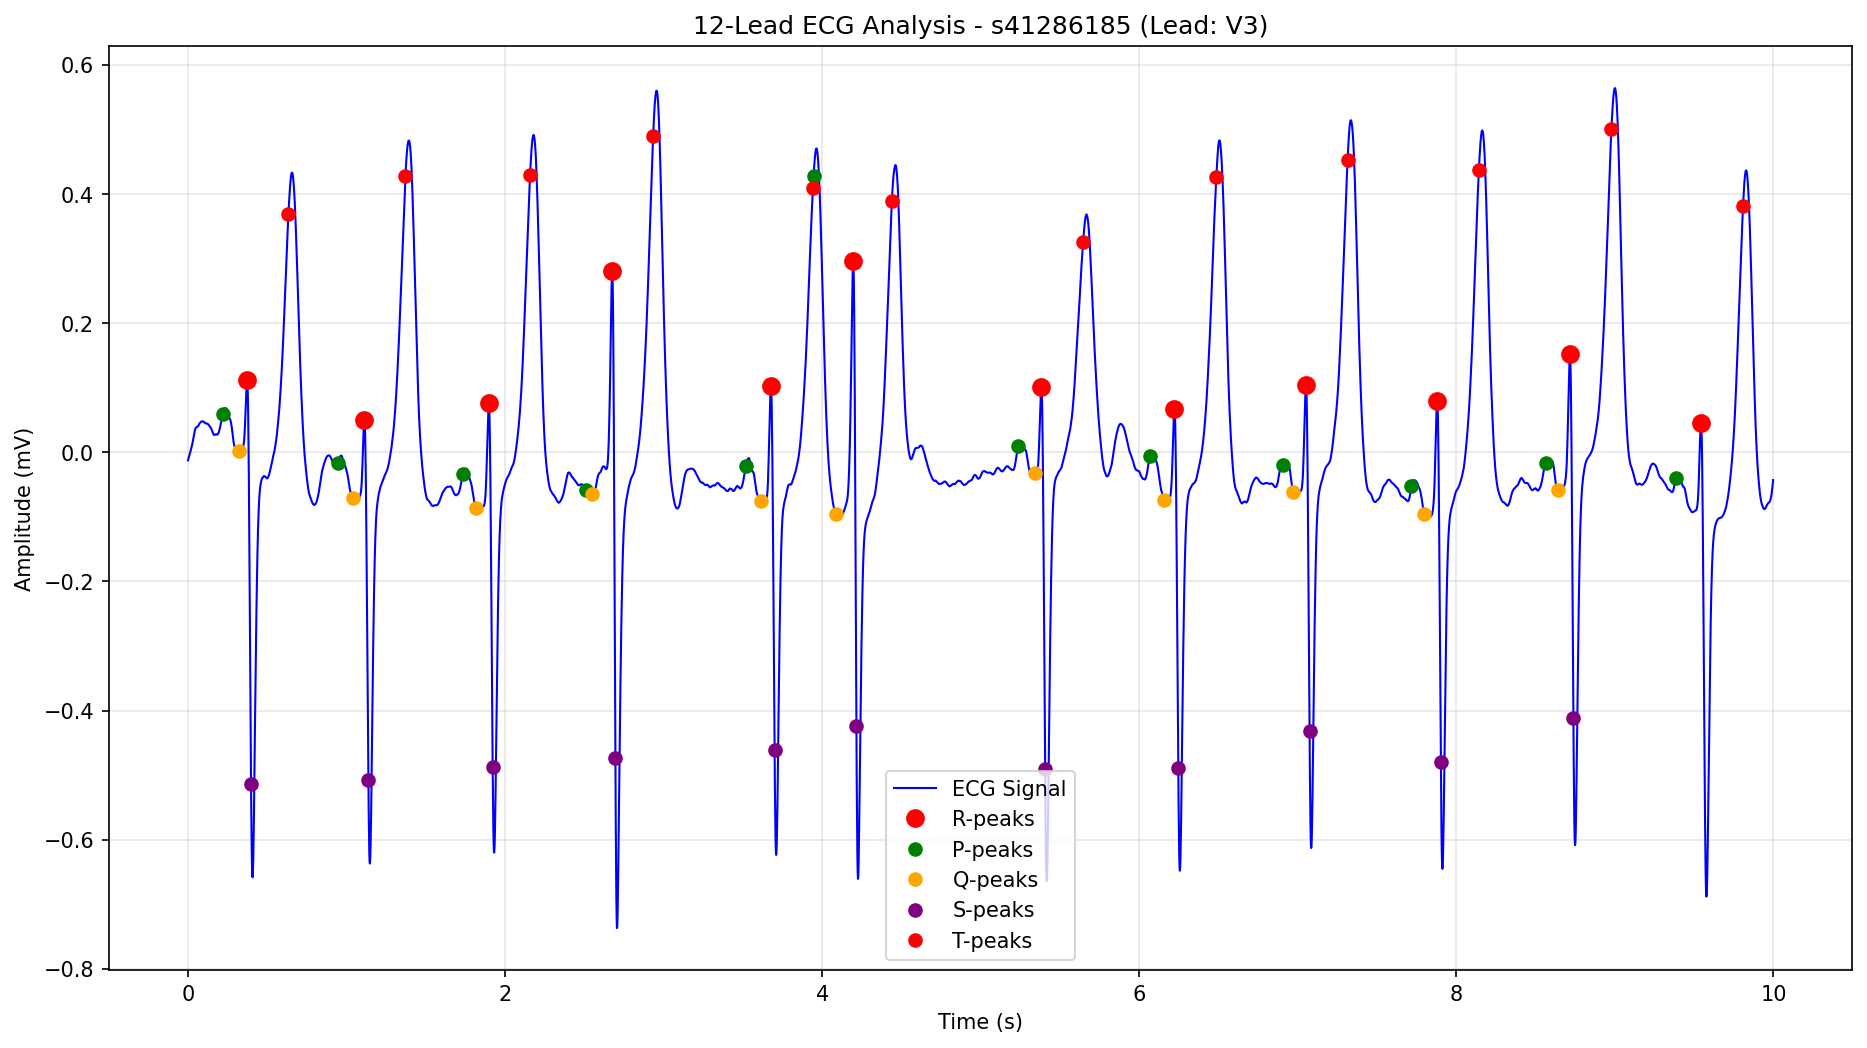 12-Lead ECG Analysis - s41286185 (Lead: V3)
Amplitude (mV)
0.6
0.4
0.2
0.0
−0.2
−0.4
−0.6
−0.8
ECG Signal
R-peaks
P-peaks
Q-peaks
S-peaks
T-peaks
0 2 4 6 8 10
Time (s)